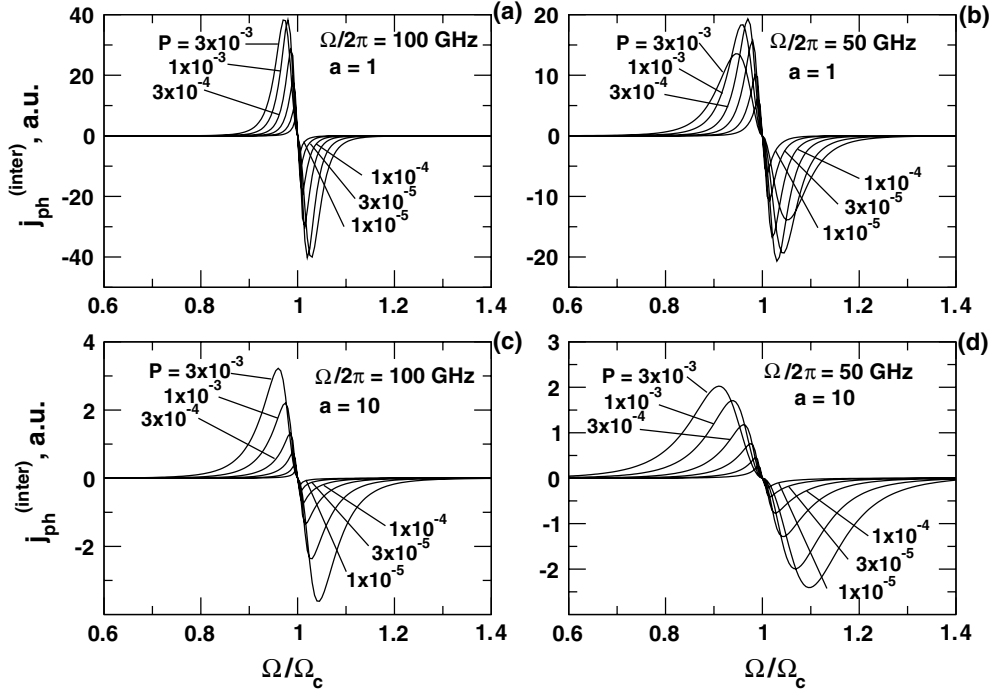 (a)
40
20
0
-20
-40
0.6 0.8 1 1.2 1.4
j_ph^(inter), a.u.
P = 3x10^-3
1x10^-3
3x10^-4
Ω/2π = 100 GHz
a = 1
1x10^-4
3x10^-5
1x10^-5
(b)
20
10
0
-10
-20
0.6 0.8 1 1.2 1.4
P = 3x10^-3
1x10^-3
3x10^-4
Ω/2π = 50 GHz
a = 1
1x10^-4
3x10^-5
1x10^-5
(c)
4
2
0
-2
0.6 0.8 1 1.2 1.4
j_ph^(inter), a.u.
Ω/Ω_c
P = 3x10^-3
1x10^-3
3x10^-4
Ω/2π = 100 GHz
a = 10
1x10^-4
3x10^-5
1x10^-5
(d)
3
2
1
0
-1
-2
0.6 0.8 1 1.2 1.4
Ω/Ω_c
P = 3x10^-3
1x10^-3
3x10^-4
Ω/2π = 50 GHz
a = 10
1x10^-4
3x10^-5
1x10^-5